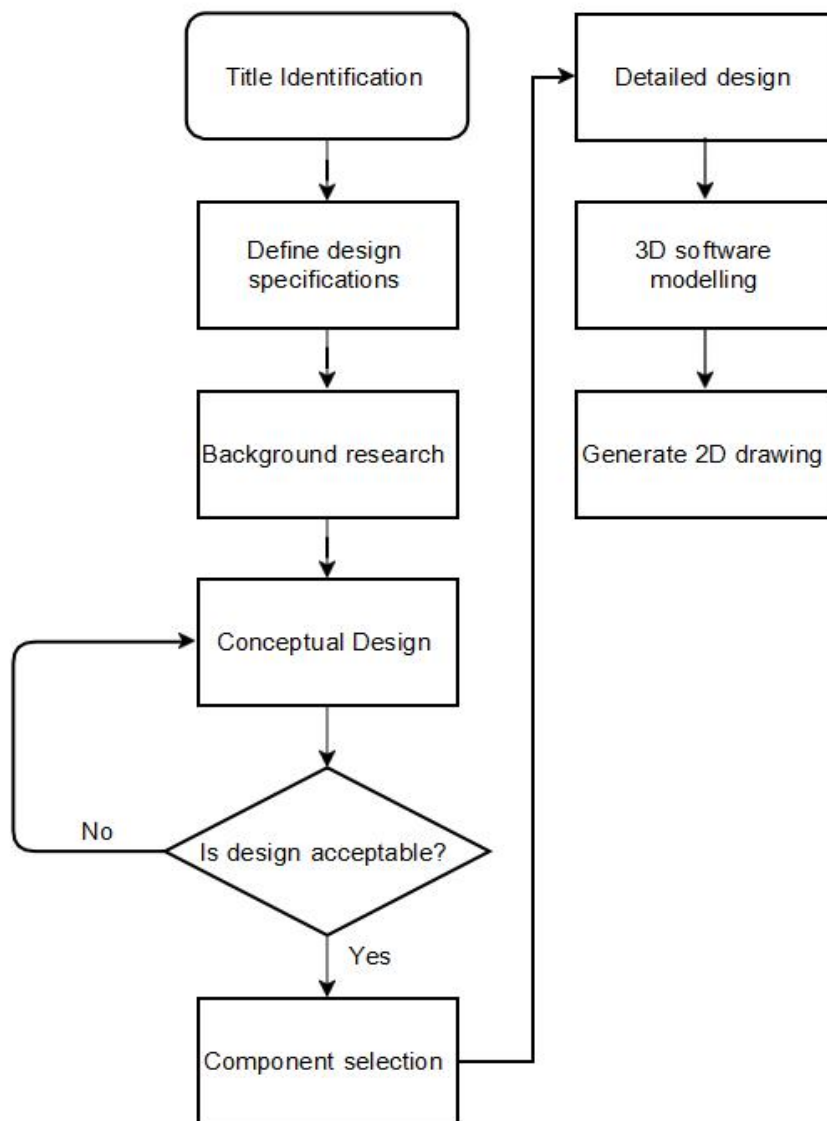 Title Identification
Define design
specifications
Background research
Conceptual Design
Is design acceptable?
No
Yes
Component selection
Detailed design
3D software
modelling
Generate 2D drawing